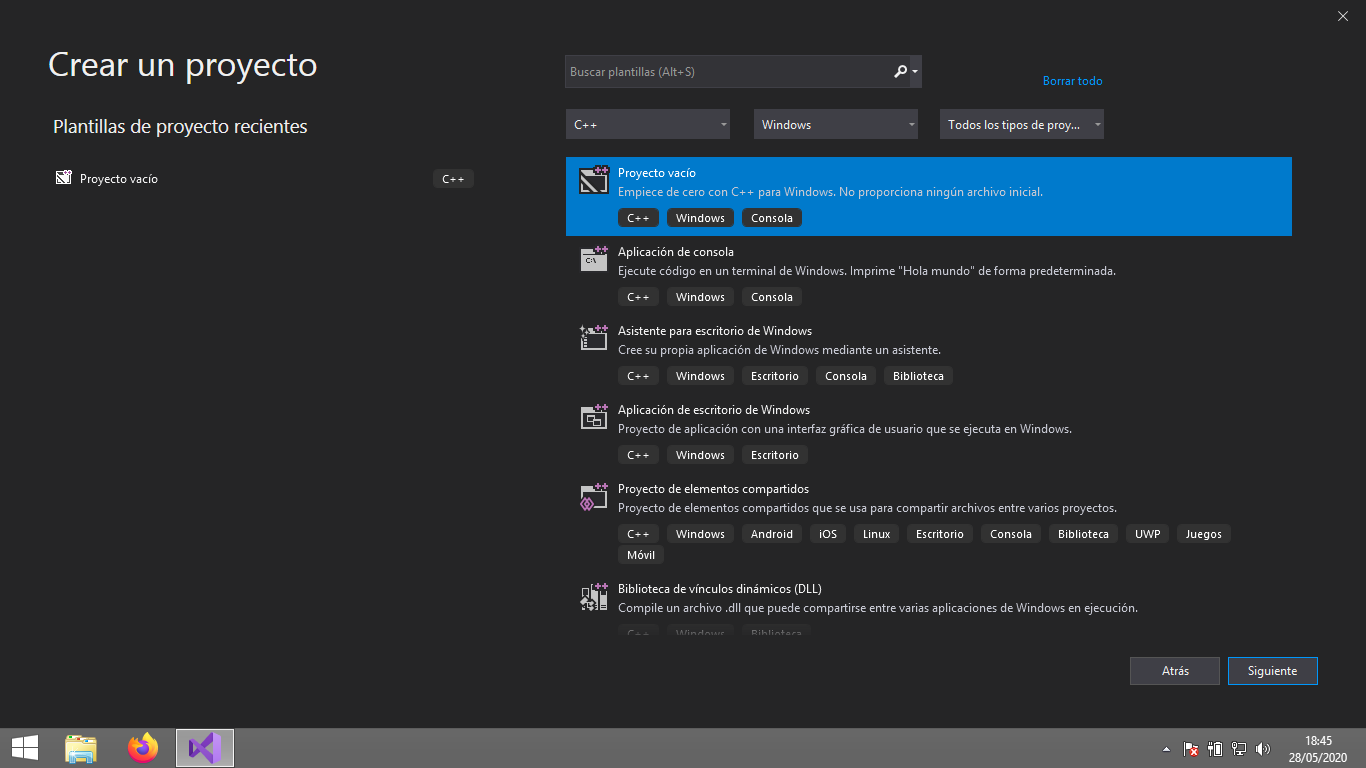 Crear un proyecto
Plantillas de proyecto recientes
Proyecto vacío
C++
Buscar plantillas (Alt+S)
Borrar todo
C++
Windows
Todos los tipos de proy...
Proyecto vacío
Empiece de cero con C++ para Windows. No proporciona ningún archivo inicial.
C++ Windows Consola
Aplicación de consola
Ejecute código en un terminal de Windows. Imprime "Hola mundo" de forma predeterminada.
C++ Windows Consola
Asistente para escritorio de Windows
Cree su propia aplicación de Windows mediante un asistente.
C++ Windows Escritorio Consola Biblioteca
Aplicación de escritorio de Windows
Proyecto de aplicación con una interfaz gráfica de usuario que se ejecuta en Windows.
C++ Windows Escritorio
Proyecto de elementos compartidos
Proyecto de elementos compartidos que se usa para compartir archivos entre varios proyectos.
C++ Windows Android iOS Linux Escritorio Consola Biblioteca UWP Juegos
Móvil
Biblioteca de vínculos dinámicos (DLL)
Compile un archivo .dll que puede compartirse entre varias aplicaciones de Windows en ejecución.
C++ Windows Biblioteca
Atrás
Siguiente
18:45
28/05/2020